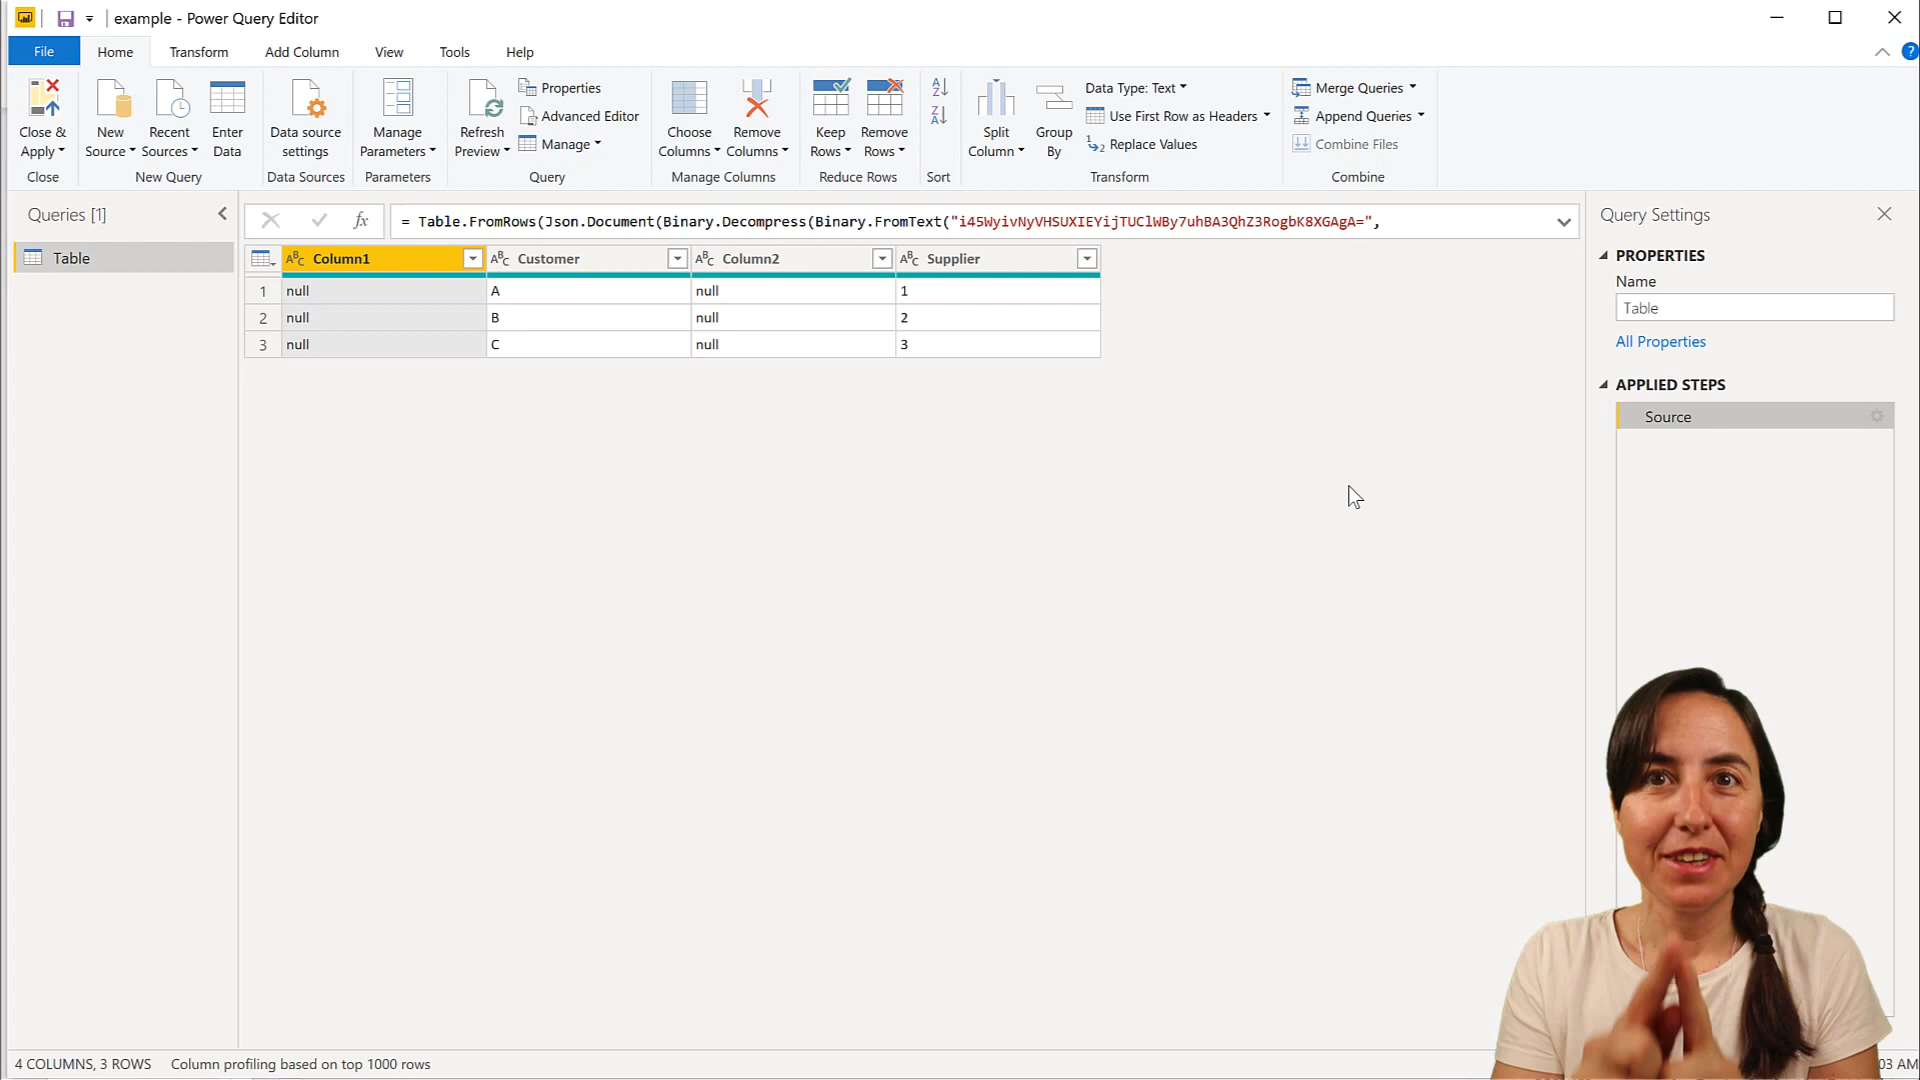 example - Power Query Editor
File Home Transform Add Column View Tools Help
Close & Apply
New Source
Recent Sources
Enter Data
Data source settings
Manage Parameters
Refresh Preview
Properties
Advanced Editor
Manage
Choose Columns
Remove Columns
Keep Rows
Remove Rows
Split Column
Group By
Data Type: Text
Use First Row as Headers
Replace Values
Merge Queries
Append Queries
Combine Files
Close New Query Data Sources Parameters Query Manage Columns Reduce Rows Sort Transform Combine
Queries [1]
Table
fx = Table.FromRows(Json.Document(Binary.Decompress(Binary.FromText("i45WyivNyVHSUXIEYijTUClWBy7uhBA3QhZ3RogbK8XGAgA=",
Column1 Customer Column2 Supplier
1 null A null 1
2 null B null 2
3 null C null 3
Query Settings
PROPERTIES
Name
Table
All Properties
APPLIED STEPS
Source
4 COLUMNS, 3 ROWS Column profiling based on top 1000 rows
03 AM